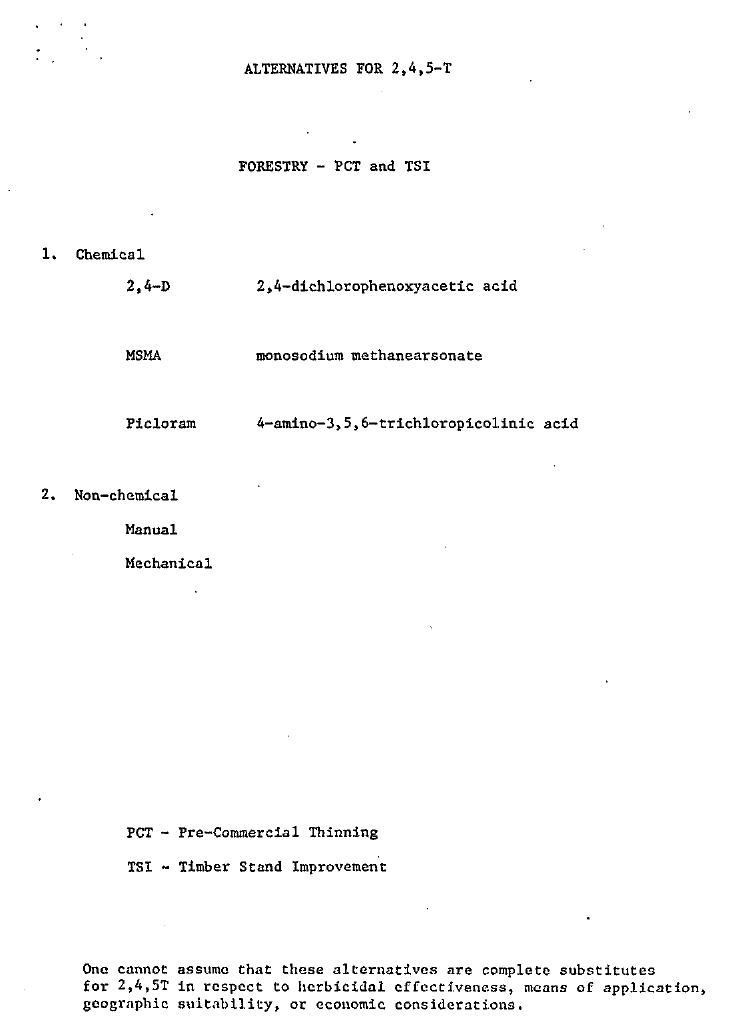 ALTERNATIVES FOR 2,4,5-T
FORESTRY - PCT and TSI
1. Chemical
2,4-D 2,4-dichlorophenoxyacetic acid
MSMA monosodium methanearsonate
Picloram 4-amino-3,5,6-trichloropicolinic acid
2. Non-chemical
Manual
Mechanical
PCT - Pre-Commercial Thinning
TSI - Timber Stand Improvement
One cannot assume that these alternatives are complete substitutes
for 2,4,5T in respect to herbicidal effectiveness, means of application,
geographic suitability, or economic considerations.